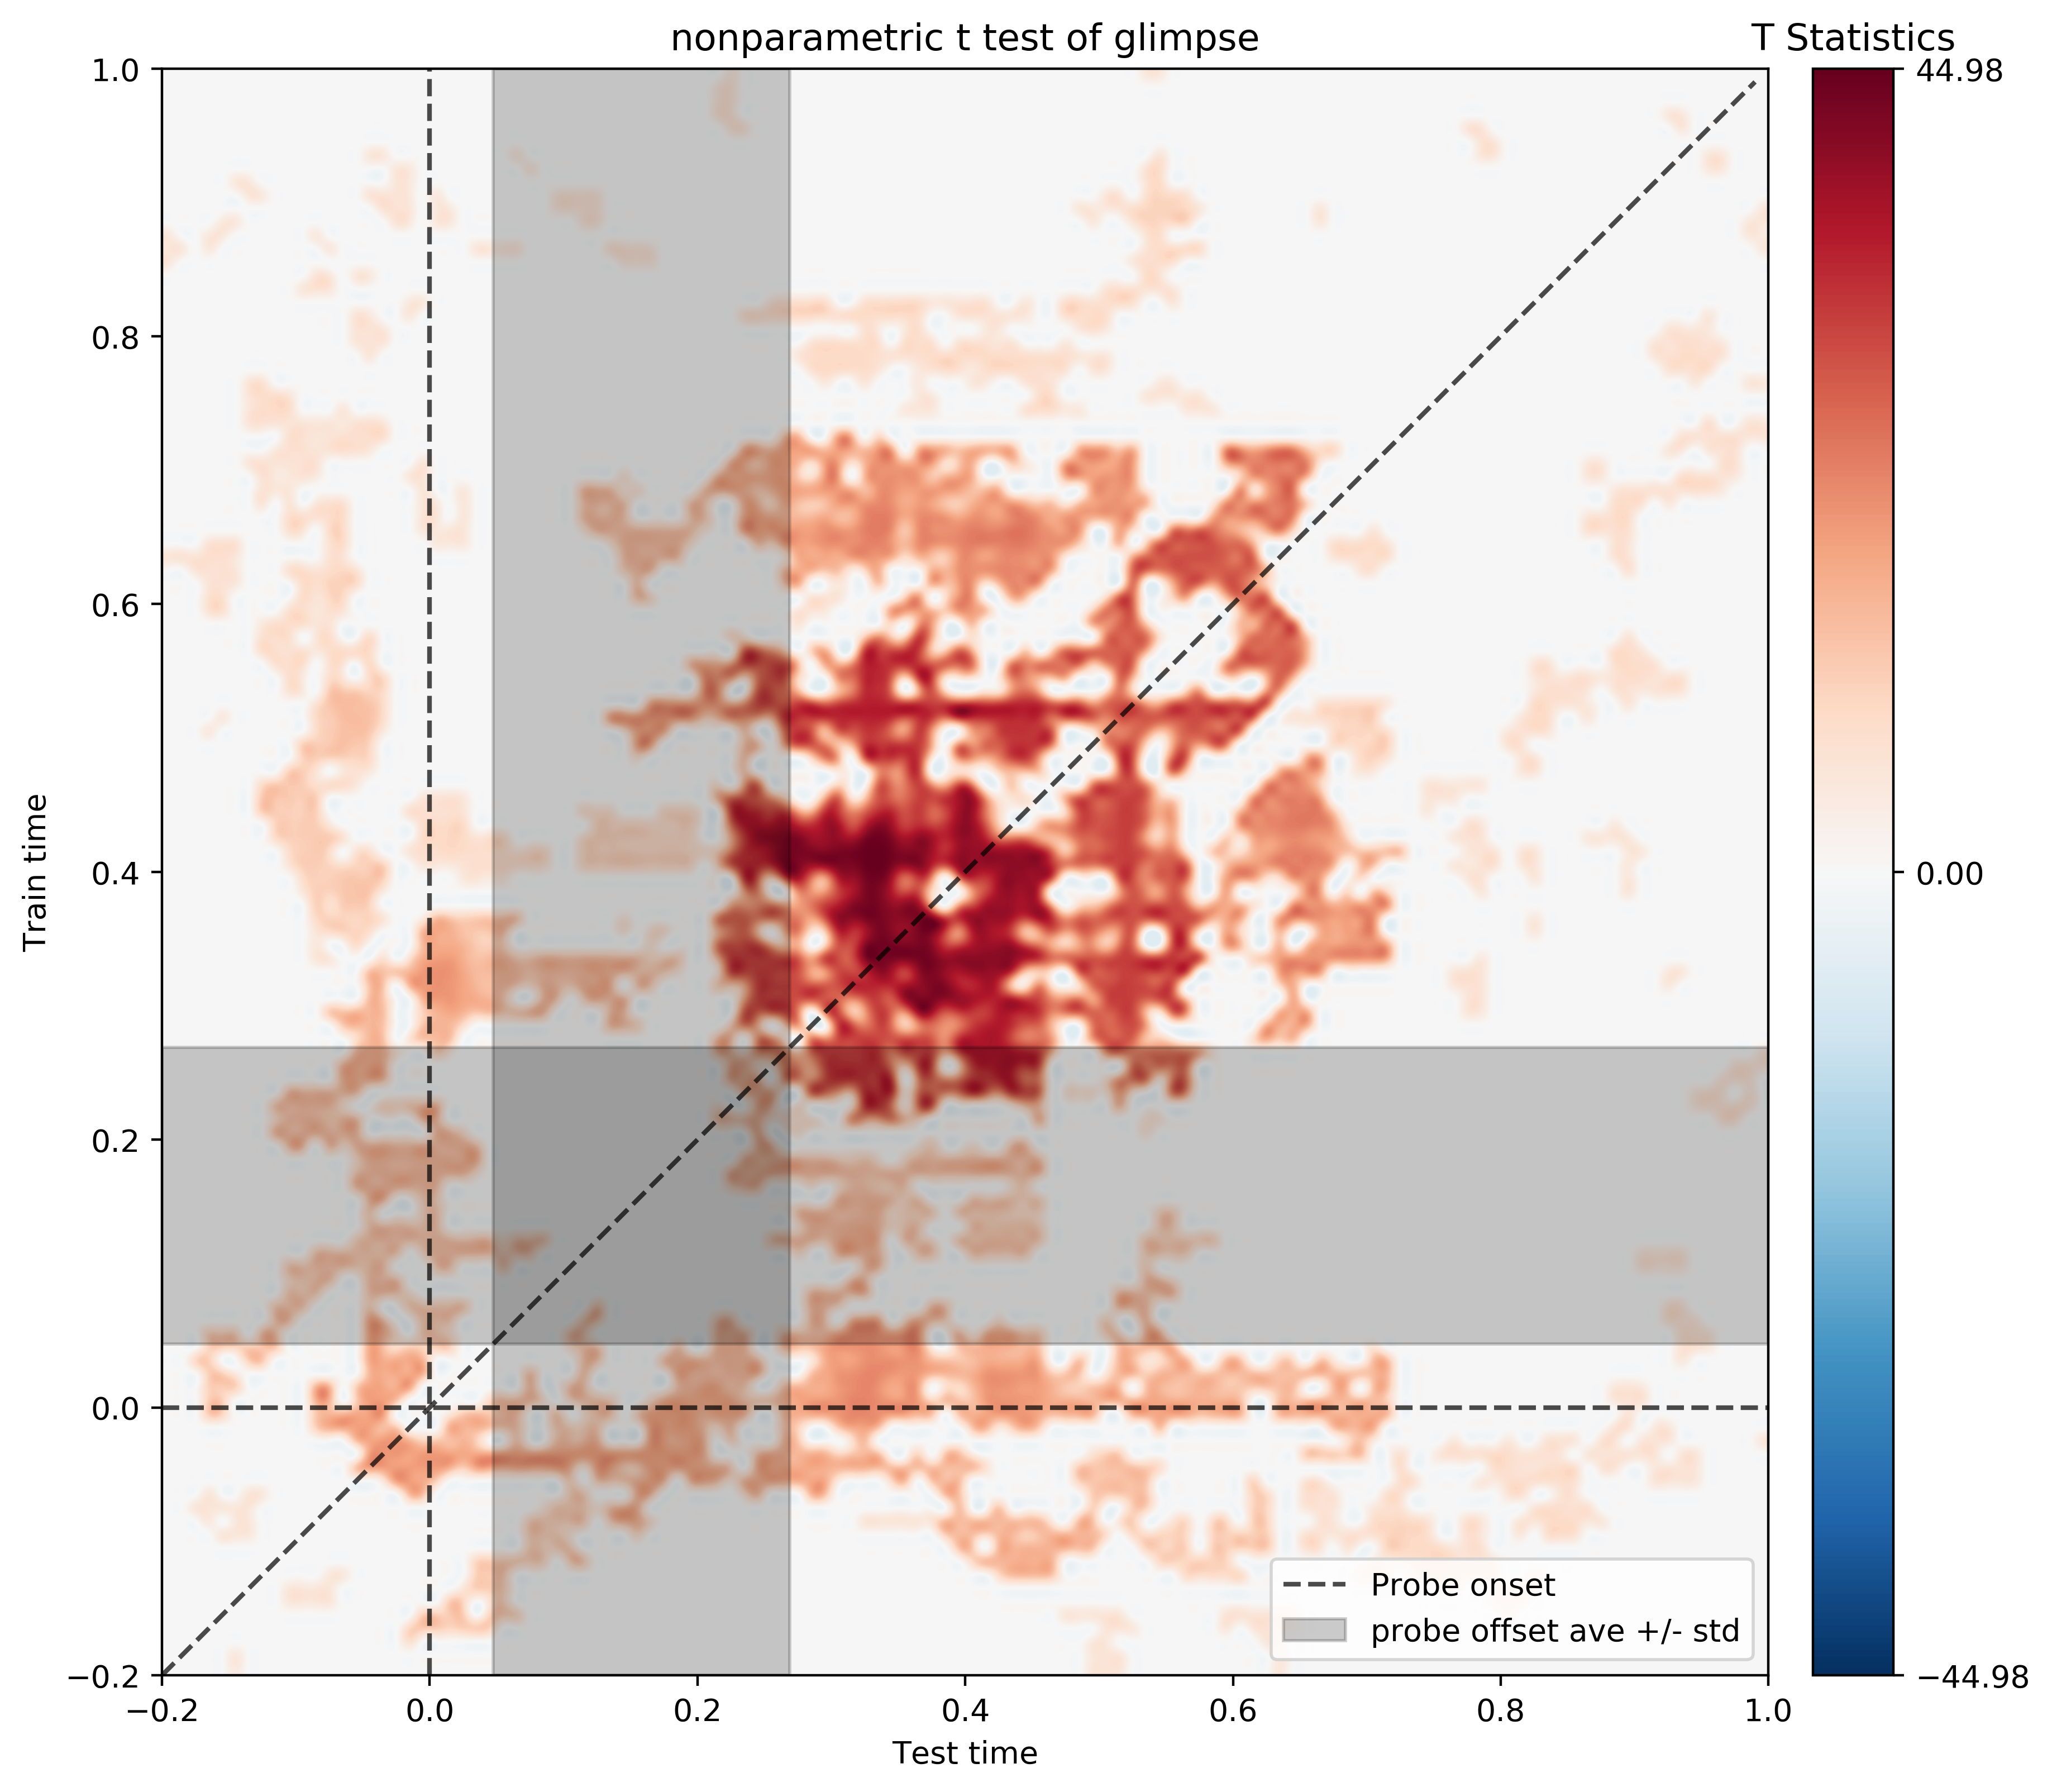 nonparametric t test of glimpse
T Statistics
44.98
0.00
−44.98
1.0
0.8
0.6
0.4
0.2
0.0
−0.2
Train time
−0.2
0.0
0.2
0.4
0.6
0.8
1.0
Test time
Probe onset
probe offset ave +/- std